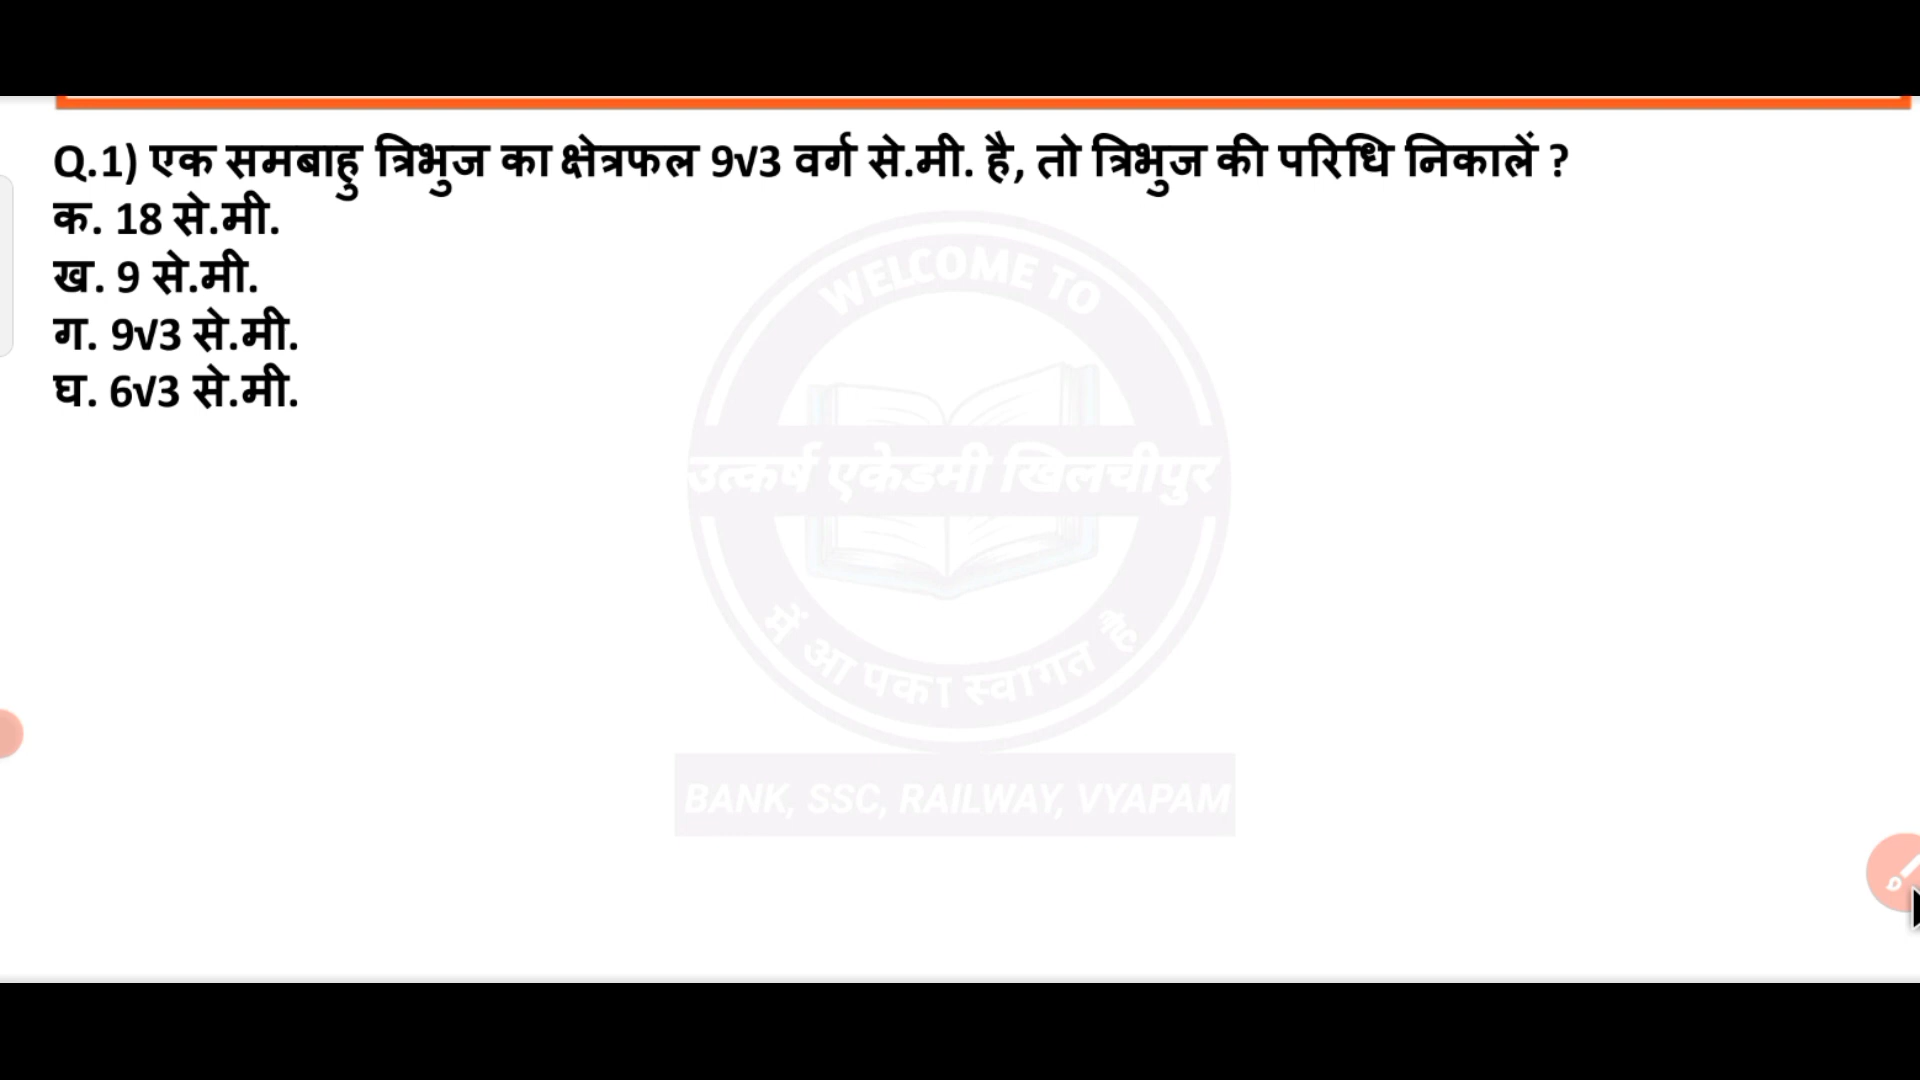 Q.1) एक समबाहु त्रिभुज का क्षेत्रफल 9√3 वर्ग से.मी. है, तो त्रिभुज की परिधि निकालें ?
क. 18 से.मी.
ख. 9 से.मी.
ग. 9√3 से.मी.
घ. 6√3 से.मी.
WELCOME TO
उत्कर्ष एकेडमी खिलचीपुर
में आपका स्वागत है
BANK, SSC, RAILWAY, VYAPAM